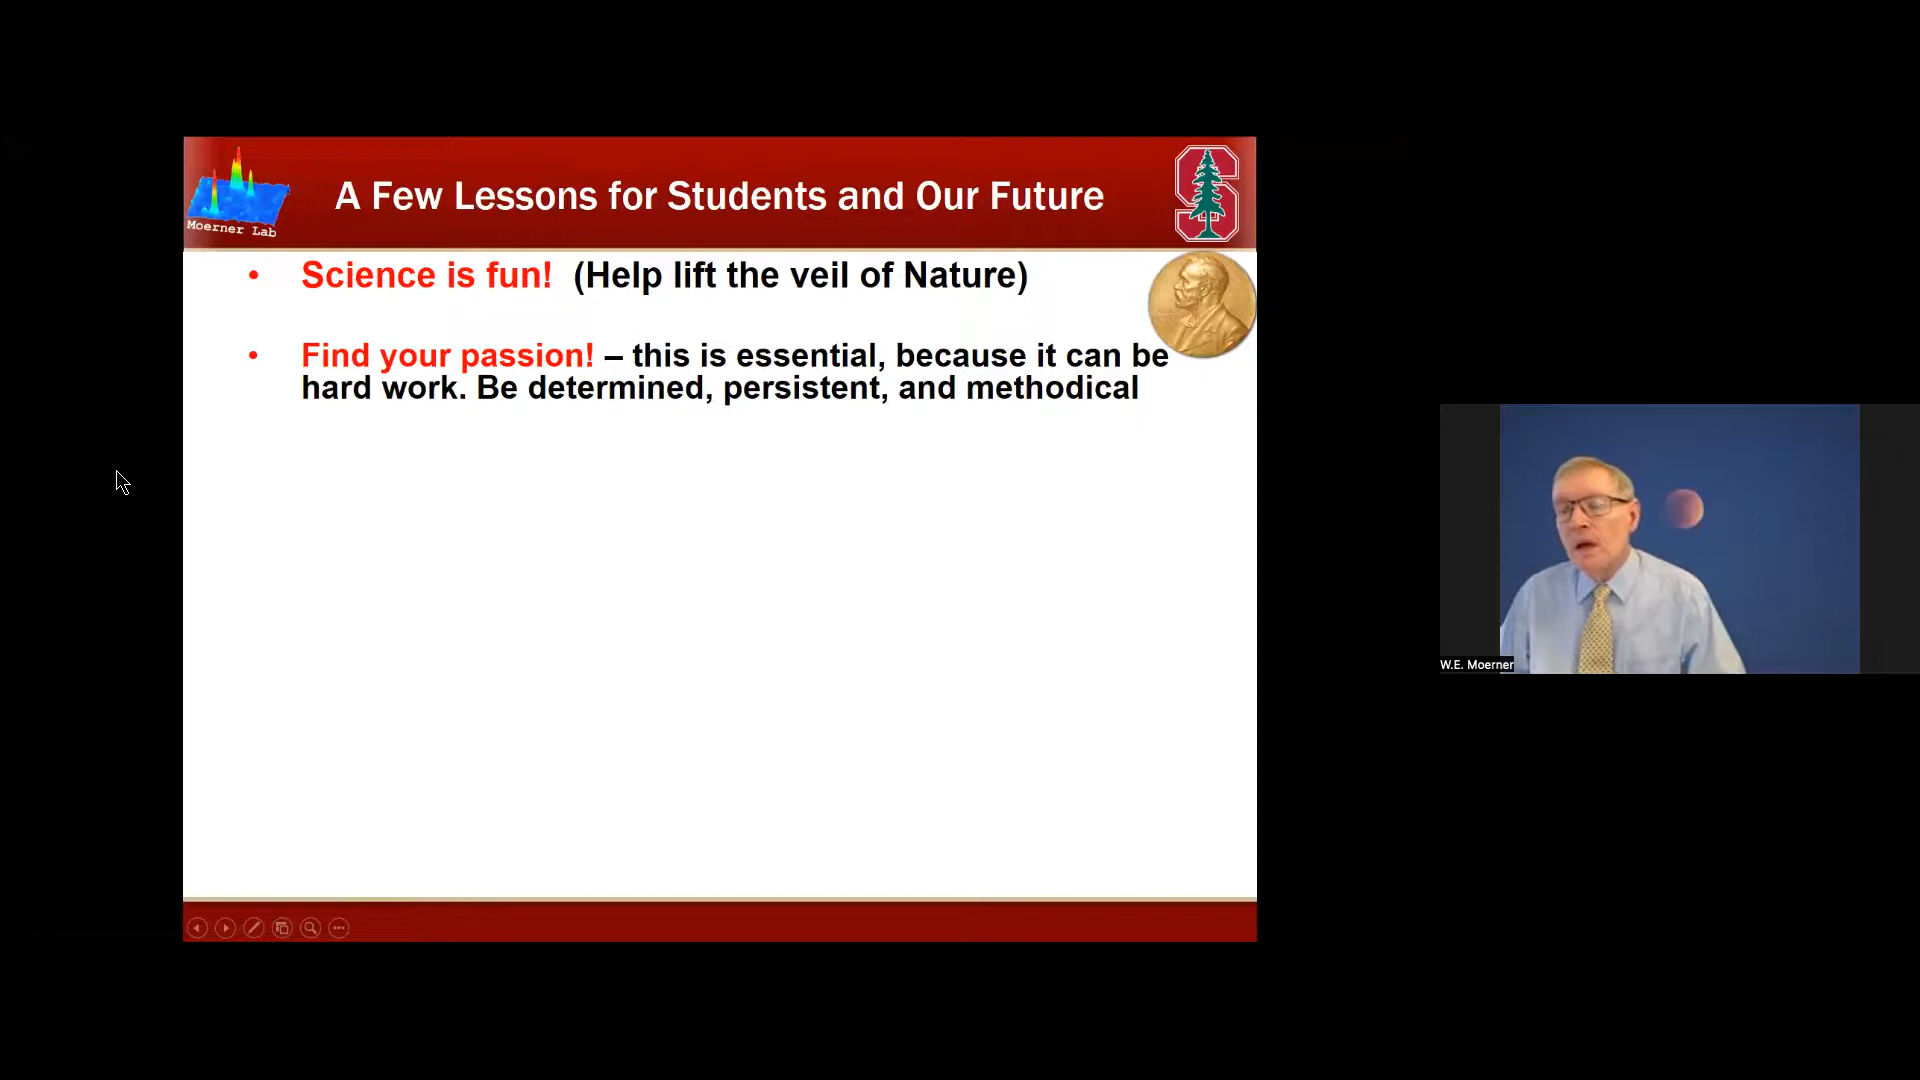 A Few Lessons for Students and Our Future
Moerner Lab
• Science is fun! (Help lift the veil of Nature)
• Find your passion! – this is essential, because it can be
hard work. Be determined, persistent, and methodical
W.E. Moerner